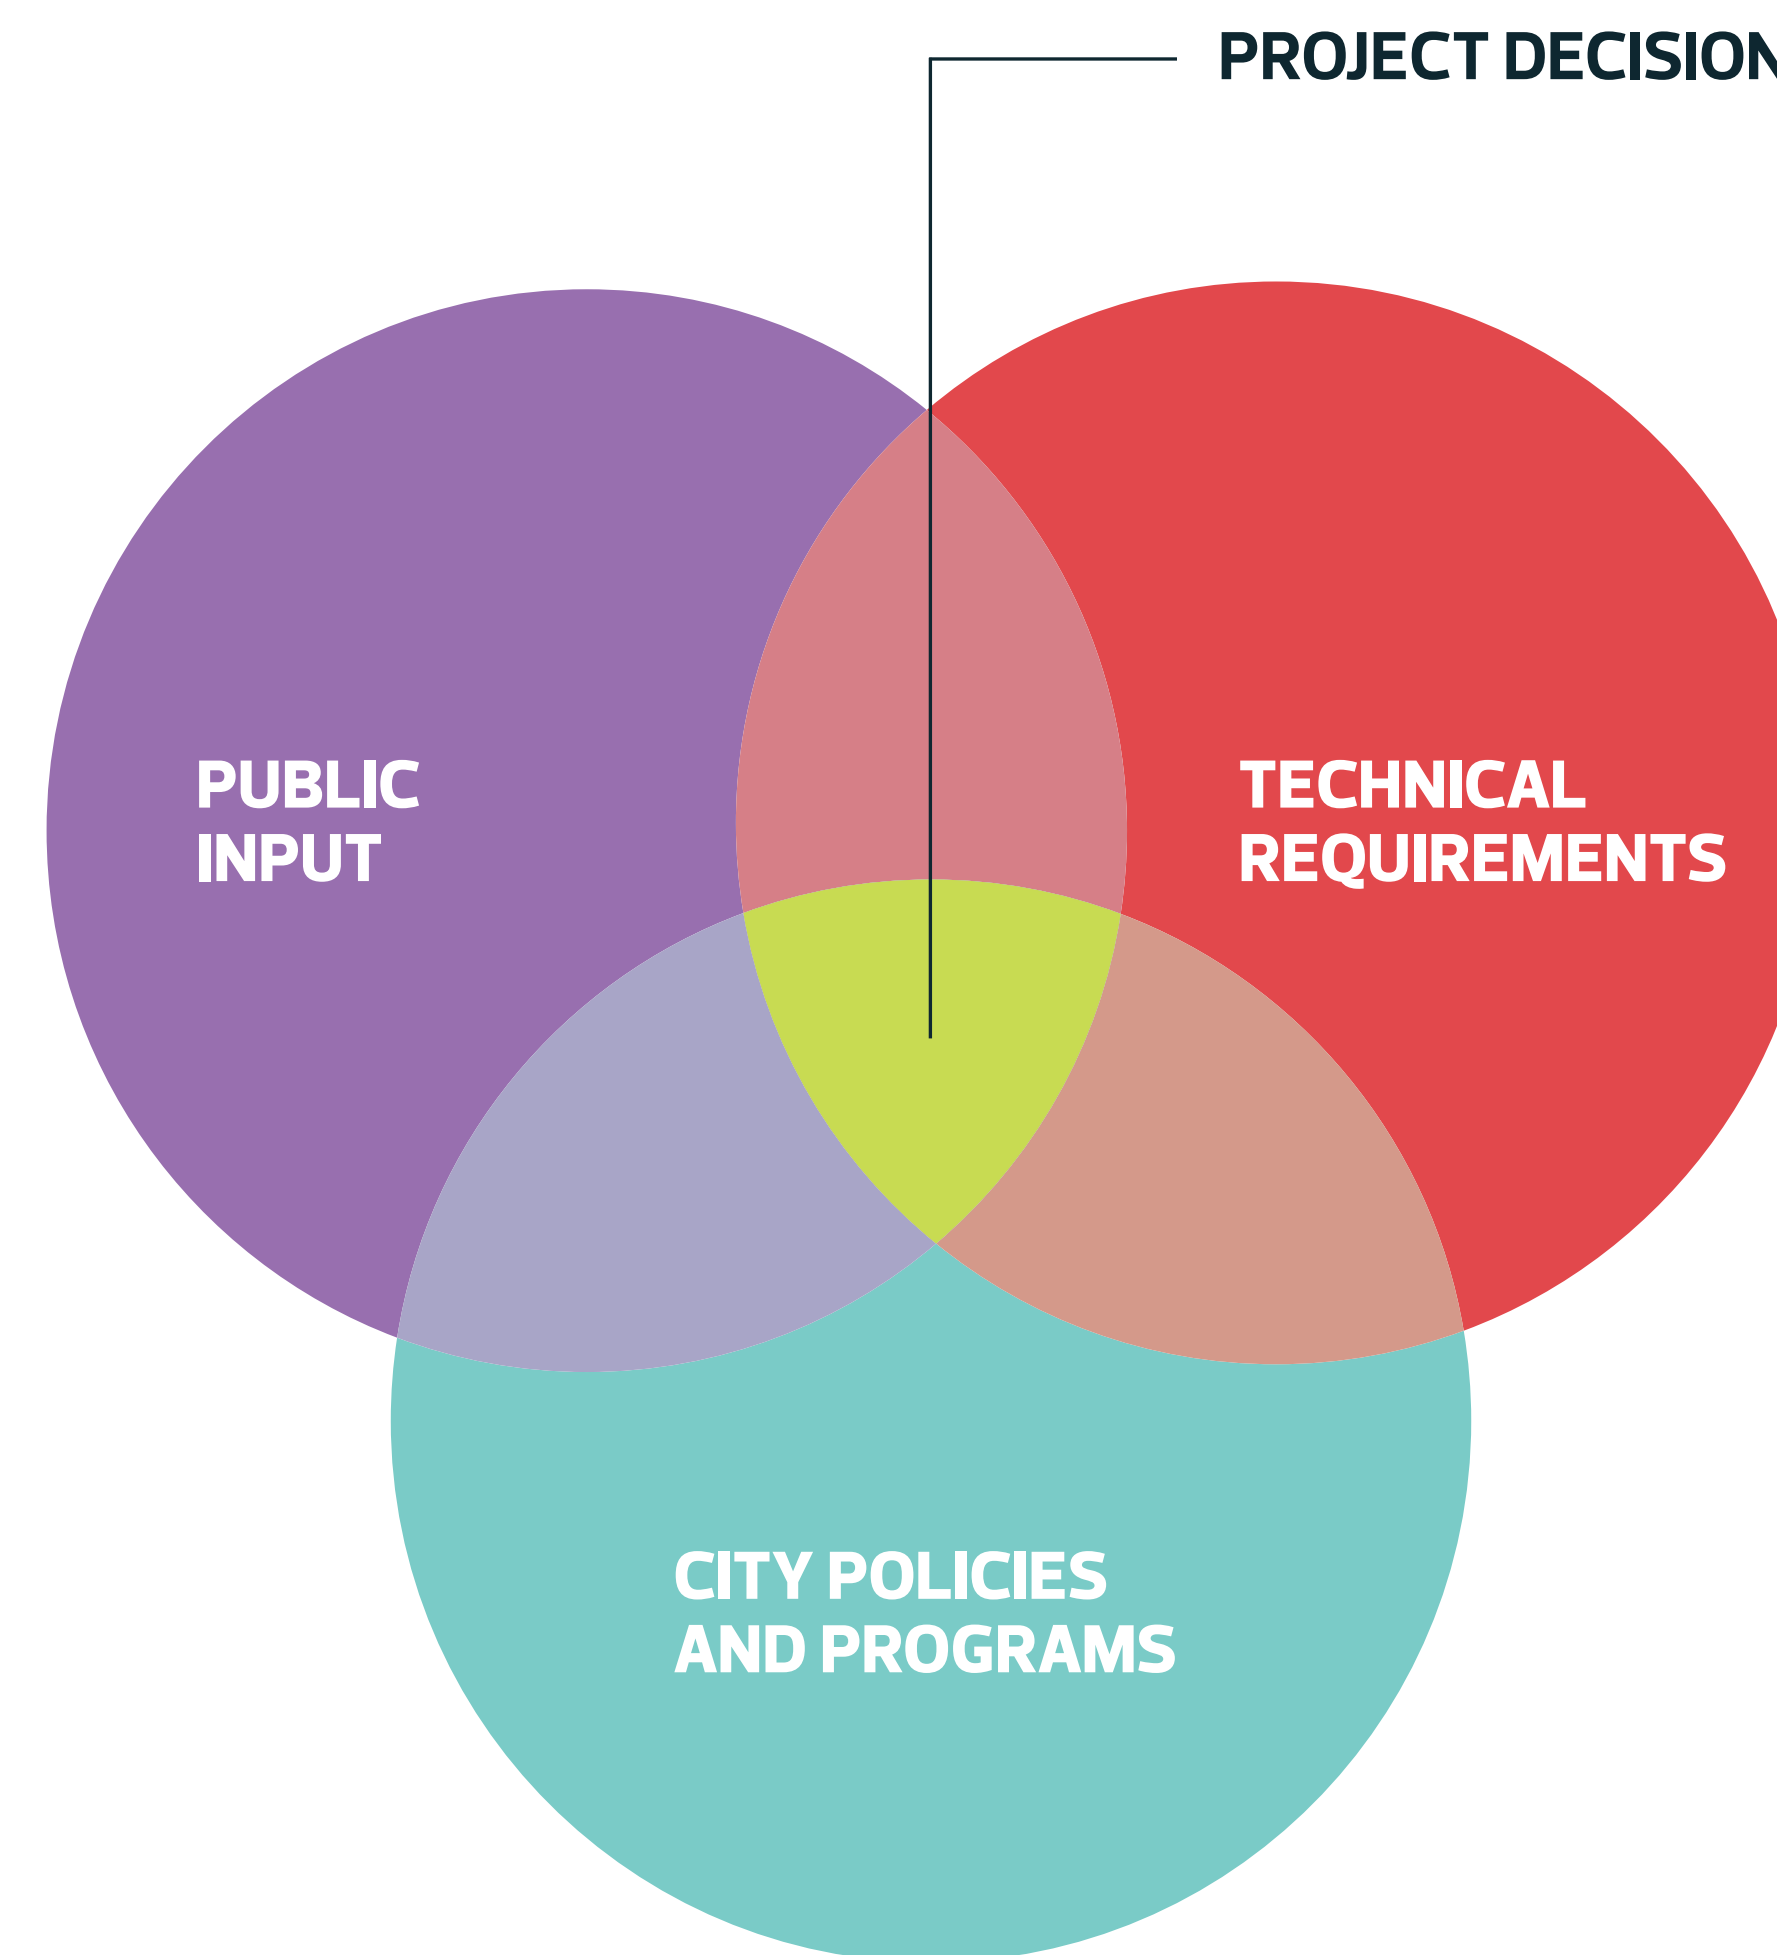 PROJECT DECISION
PUBLIC
INPUT
TECHNICAL
REQUIREMENTS
CITY POLICIES
AND PROGRAMS